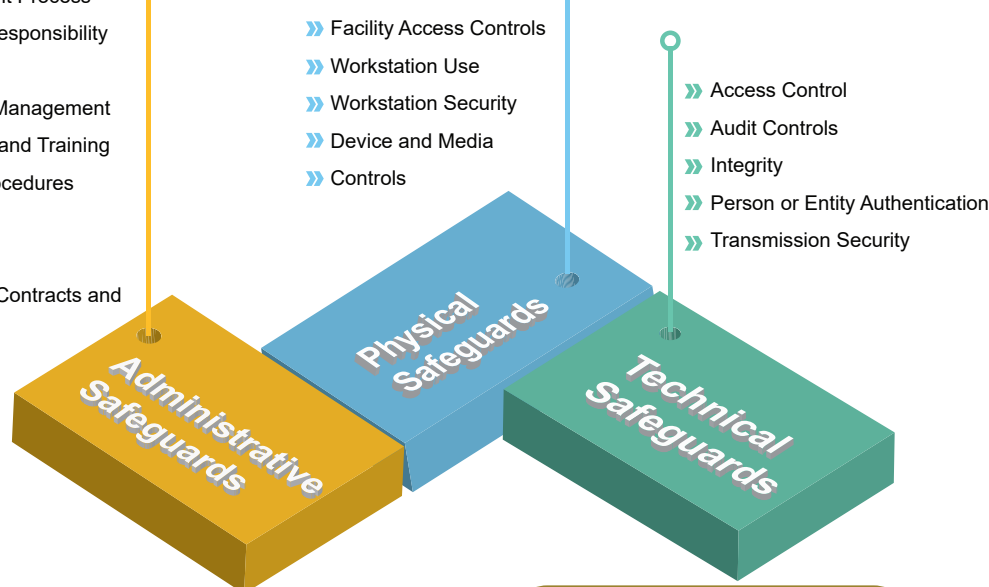 esponsibility
Management
and Training
ocedures
Contracts and
Facility Access Controls
Workstation Use
Workstation Security
Device and Media
Controls
Access Control
Audit Controls
Integrity
Person or Entity Authentication
Transmission Security
Administrative
Safeguards
Physical
Safeguards
Technical
Safeguards